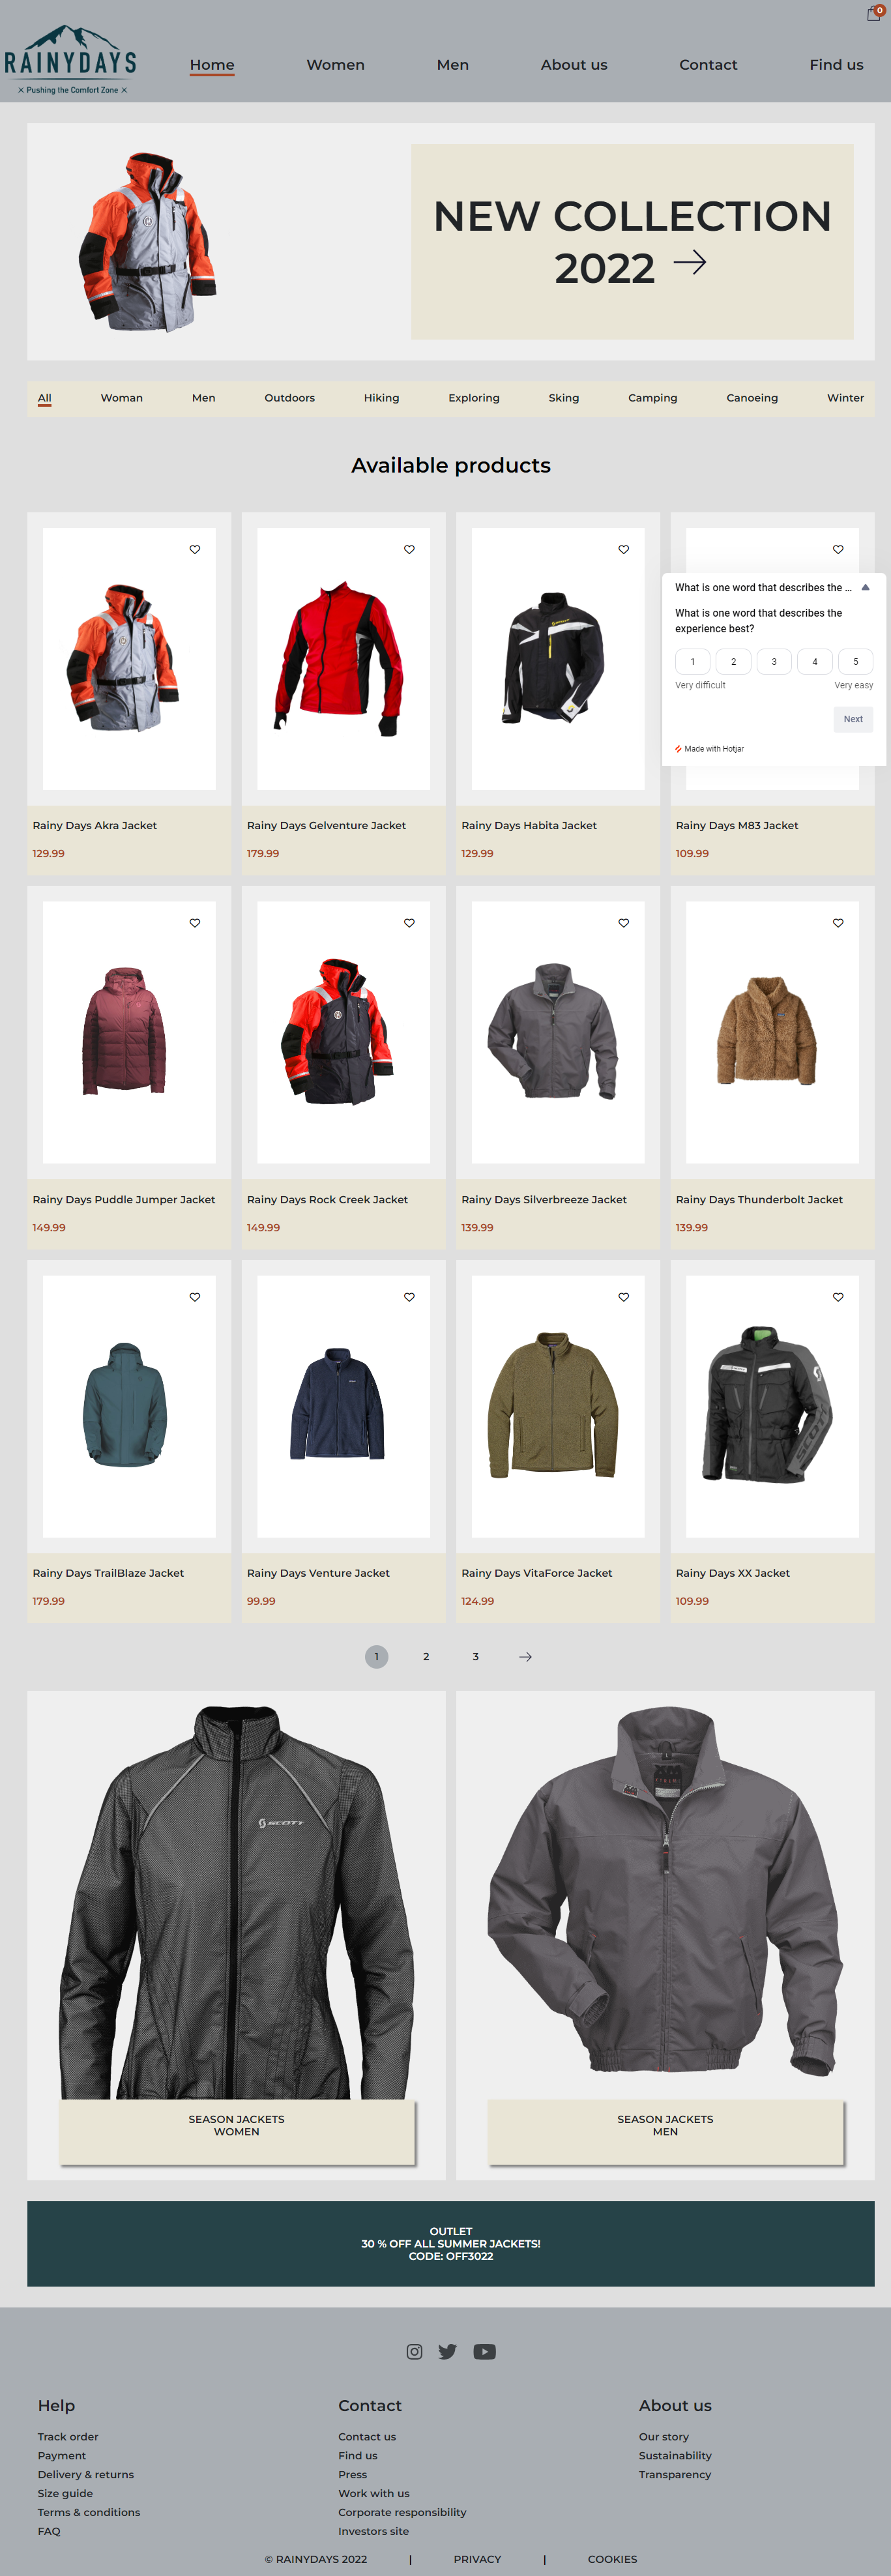 0
RAINYDAYS
Pushing the Comfort Zone
Home Women Men About us Contact Find us
NEW COLLECTION
2022
All Woman Men Outdoors Hiking Exploring Sking Camping Canoeing Winter
Available products
What is one word that describes the ...
What is one word that describes the
experience best?
1 2 3 4 5
Very difficult Very easy
Next
Made with Hotjar
Rainy Days Akra Jacket Rainy Days Gelventure Jacket Rainy Days Habita Jacket Rainy Days M83 Jacket
129.99 179.99 129.99 109.99
Rainy Days Puddle Jumper Jacket Rainy Days Rock Creek Jacket Rainy Days Silverbreeze Jacket Rainy Days Thunderbolt Jacket
149.99 149.99 139.99 139.99
Rainy Days TrailBlaze Jacket Rainy Days Venture Jacket Rainy Days VitaForce Jacket Rainy Days XX Jacket
179.99 99.99 124.99 109.99
1 2 3
SCOTT
SEASON JACKETS
WOMEN
SEASON JACKETS
MEN
OUTLET
30 % OFF ALL SUMMER JACKETS!
CODE: OFF3022
Help
Track order
Payment
Delivery & returns
Size guide
Terms & conditions
FAQ
Contact
Contact us
Find us
Press
Work with us
Corporate responsibility
Investors site
About us
Our story
Sustainability
Transparency
© RAINYDAYS 2022 | PRIVACY | COOKIES